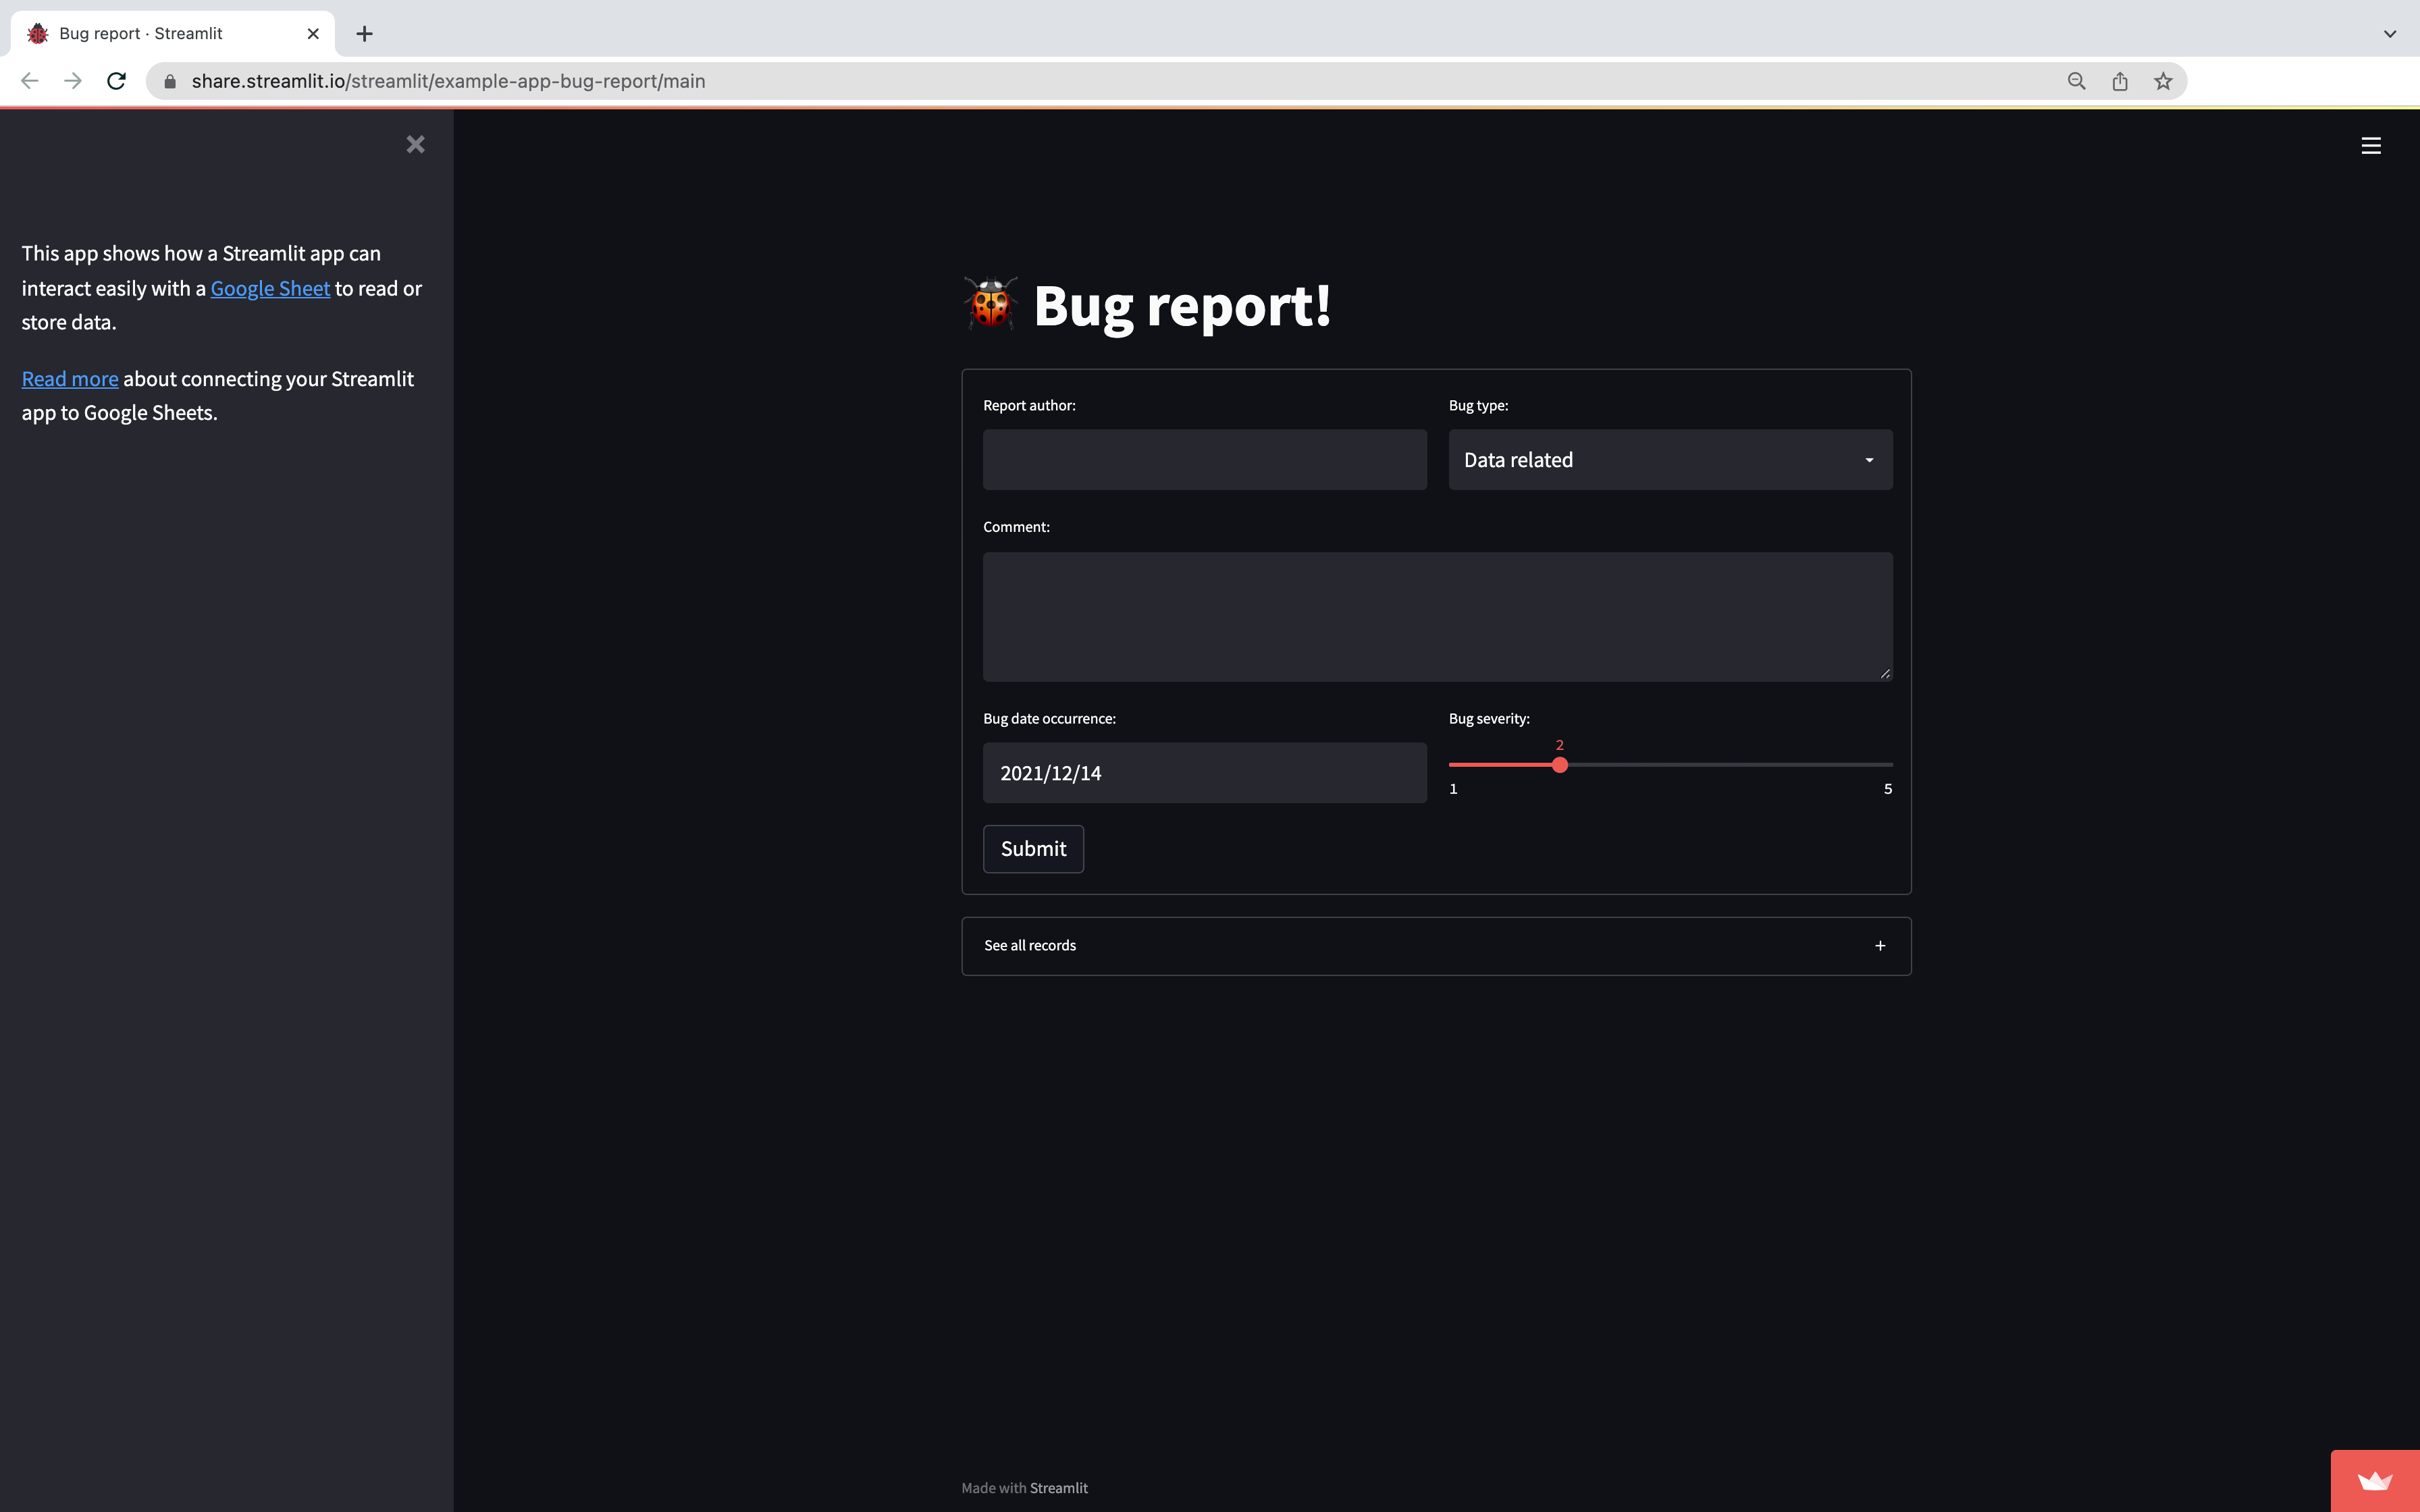 Bug report · Streamlit
share.streamlit.io/streamlit/example-app-bug-report/main
This app shows how a Streamlit app can
interact easily with a Google Sheet to read or
store data.
Read more about connecting your Streamlit
app to Google Sheets.
Bug report!
Report author:
Bug type:
Data related
Comment:
Bug date occurrence:
2021/12/14
Bug severity:
2
1
5
Submit
See all records
Made with Streamlit